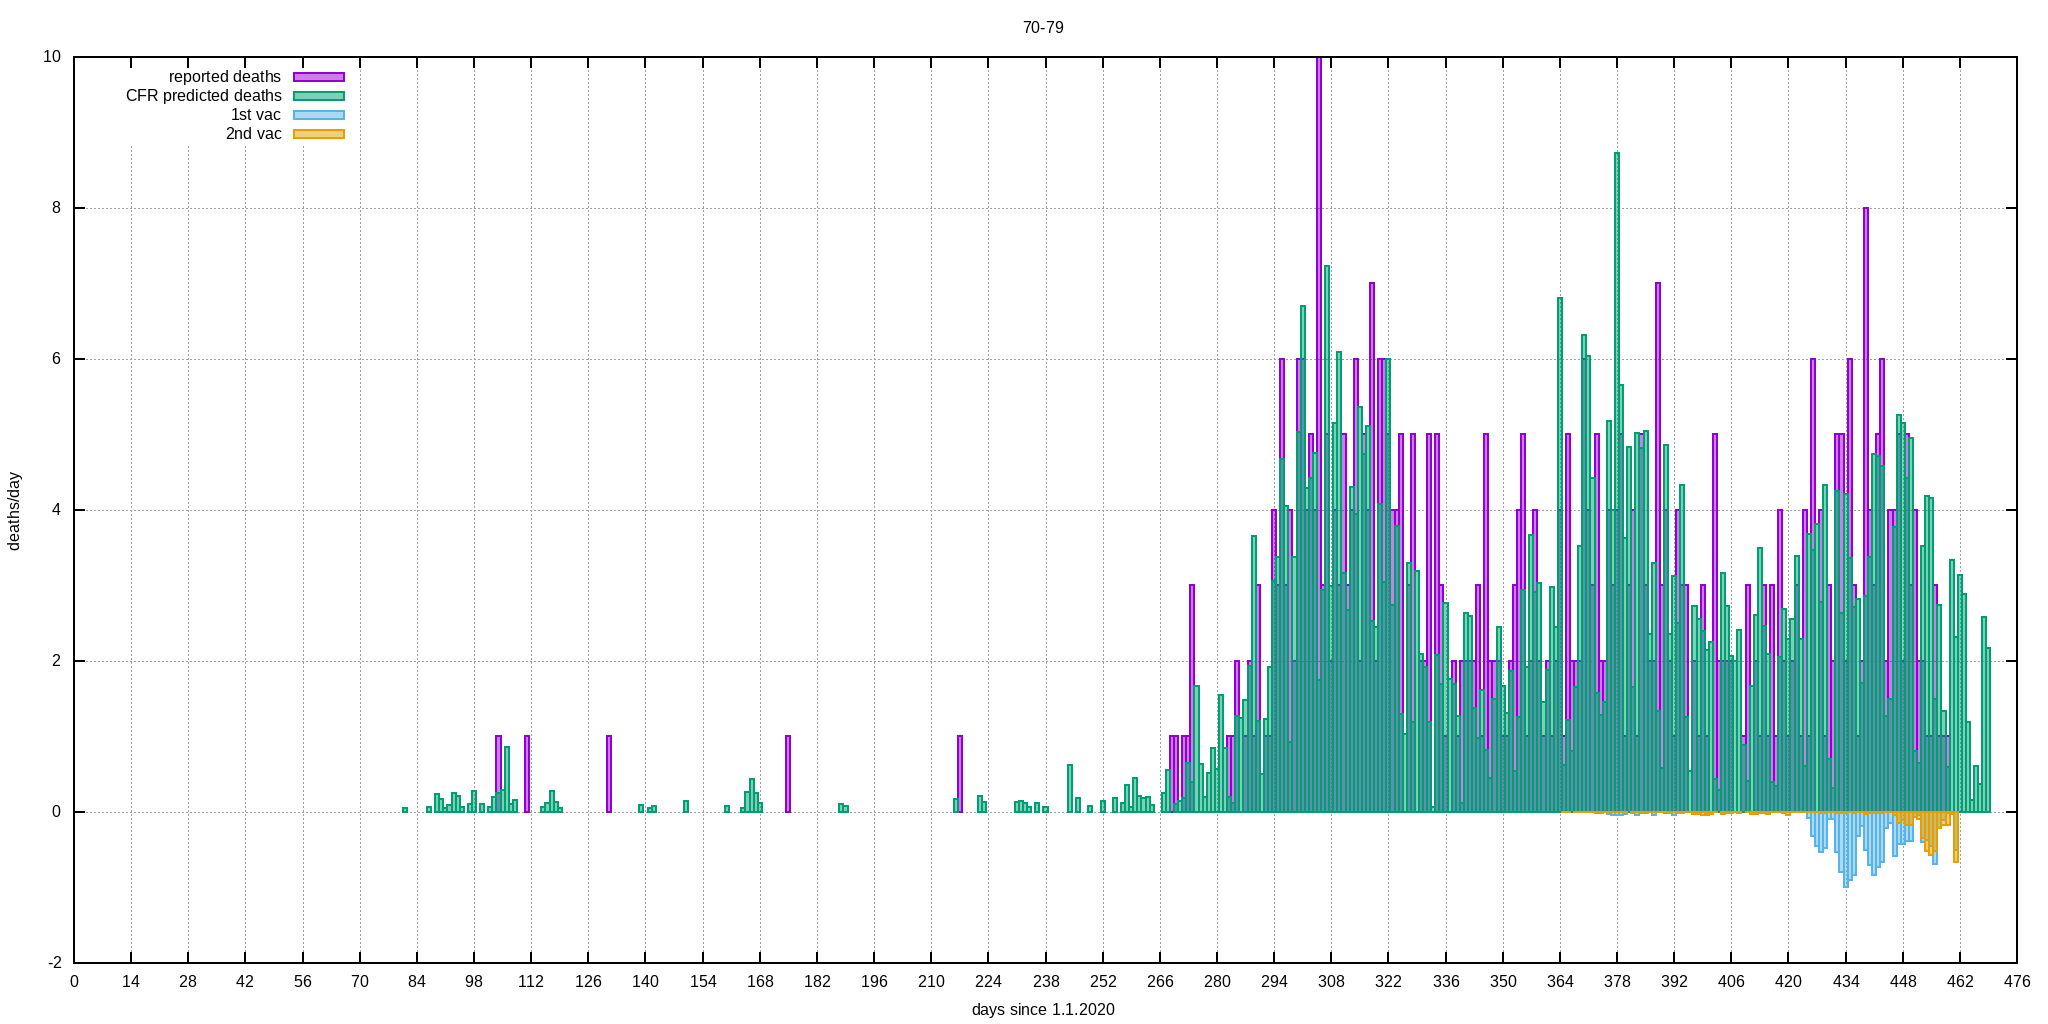 70-79
reported deaths
CFR predicted deaths
1st vac
2nd vac
10
8
6
4
2
0
-2
deaths/day
0 14 28 42 56 70 84 98 112 126 140 154 168 182 196 210 224 238 252 266 280 294 308 322 336 350 364 378 392 406 420 434 448 462 476
days since 1.1.2020